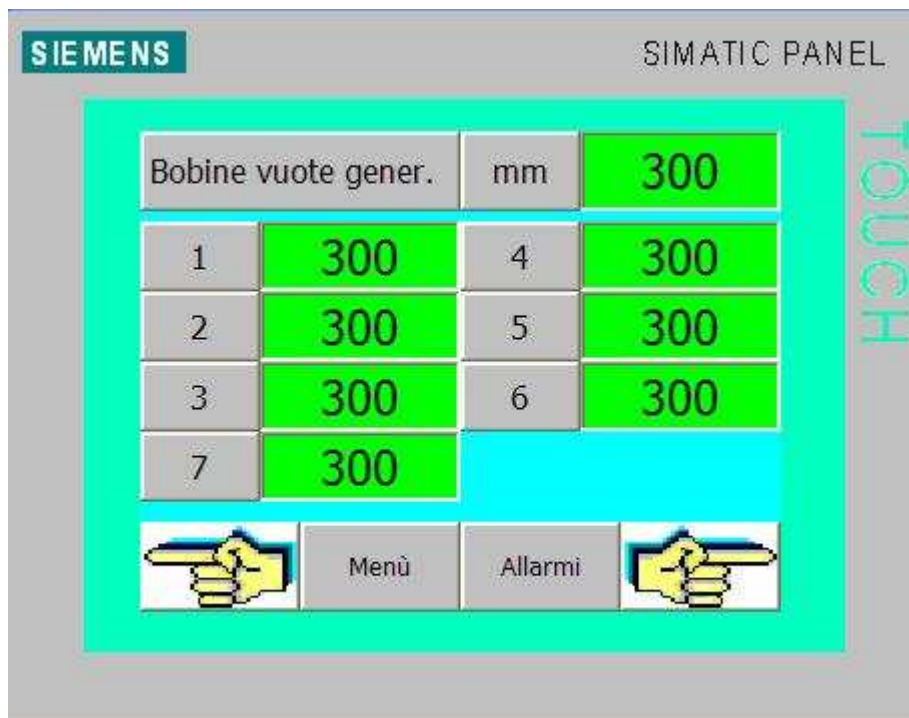 SIEMENS
SIMATIC PANEL
TOUCH
Bobine vuote gener. mm 300
1 300 4 300
2 300 5 300
3 300 6 300
7 300
Menù Allarmi